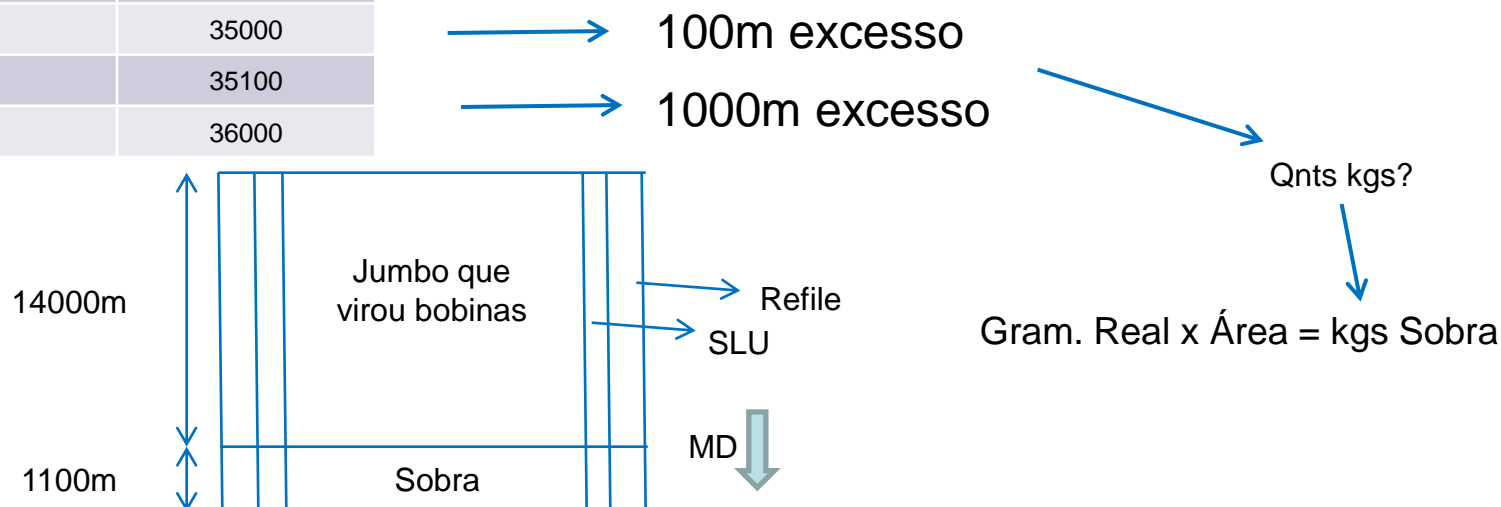 35000
100m excesso
35100
1000m excesso
36000
Qnts kgs?
14000m
Jumbo que
virou bobinas
Refile
SLU
Gram. Real x Área = kgs Sobra
MD
1100m
Sobra